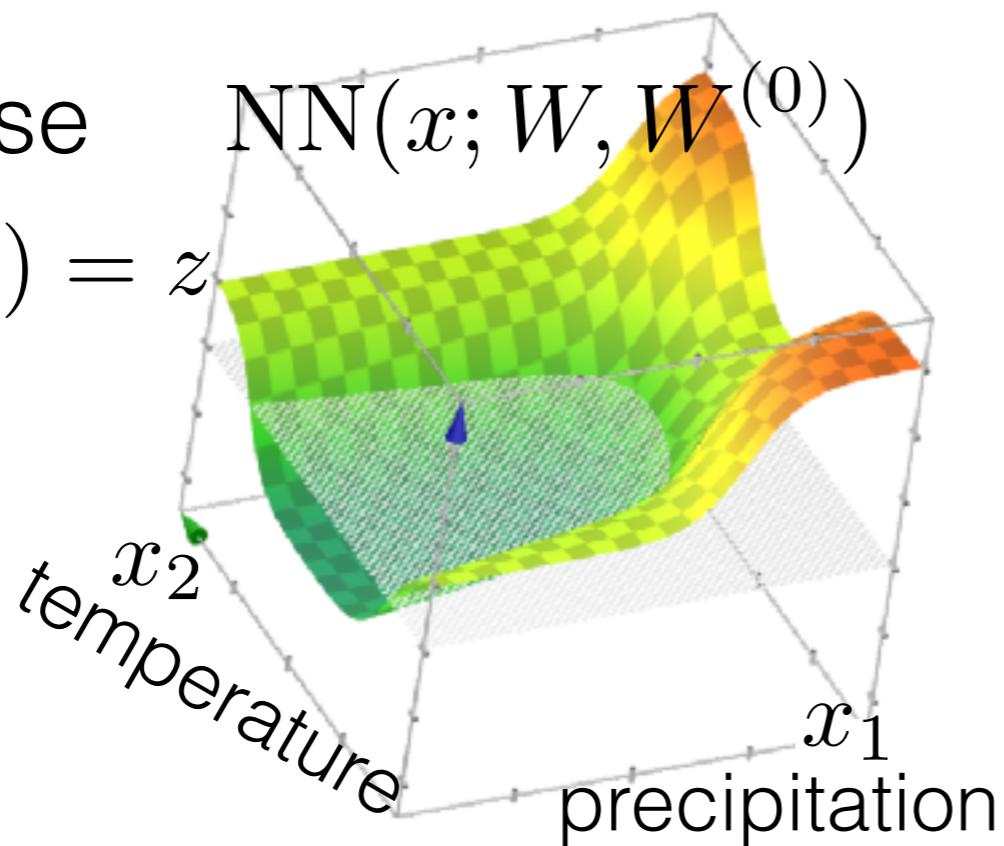 se NN(x; W, W^{(0)})
) = z
x_2
temperature
x_1
precipitation